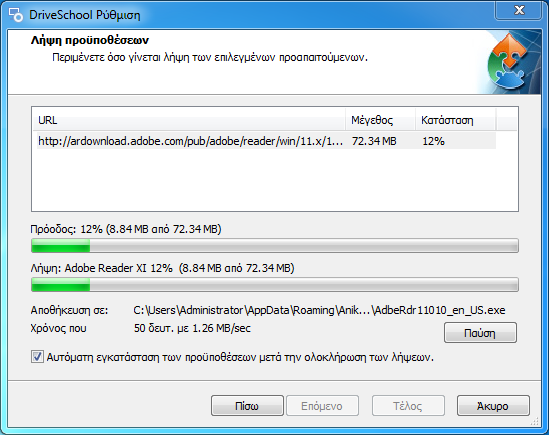 DriveSchool Ρύθμιση
Λήψη προϋποθέσεων
Περιμένετε όσο γίνεται λήψη των επιλεγμένων προαπαιτούμενων.
URL Μέγεθος Κατάσταση
http://ardownload.adobe.com/pub/adobe/reader/win/11.x/1... 72.34 MB 12%
Πρόοδος: 12% (8.84 MB από 72.34 MB)
Λήψη: Adobe Reader XI 12% (8.84 MB από 72.34 MB)
Αποθήκευση σε: C:\Users\Administrator\AppData\Roaming\Anik...\AdbeRdr11010_en_US.exe
Χρόνος που 50 δευτ. με 1.26 MB/sec
Παύση
Αυτόματη εγκατάσταση των προϋποθέσεων μετά την ολοκλήρωση των λήψεων.
Πίσω Επόμενο Τέλος Άκυρο